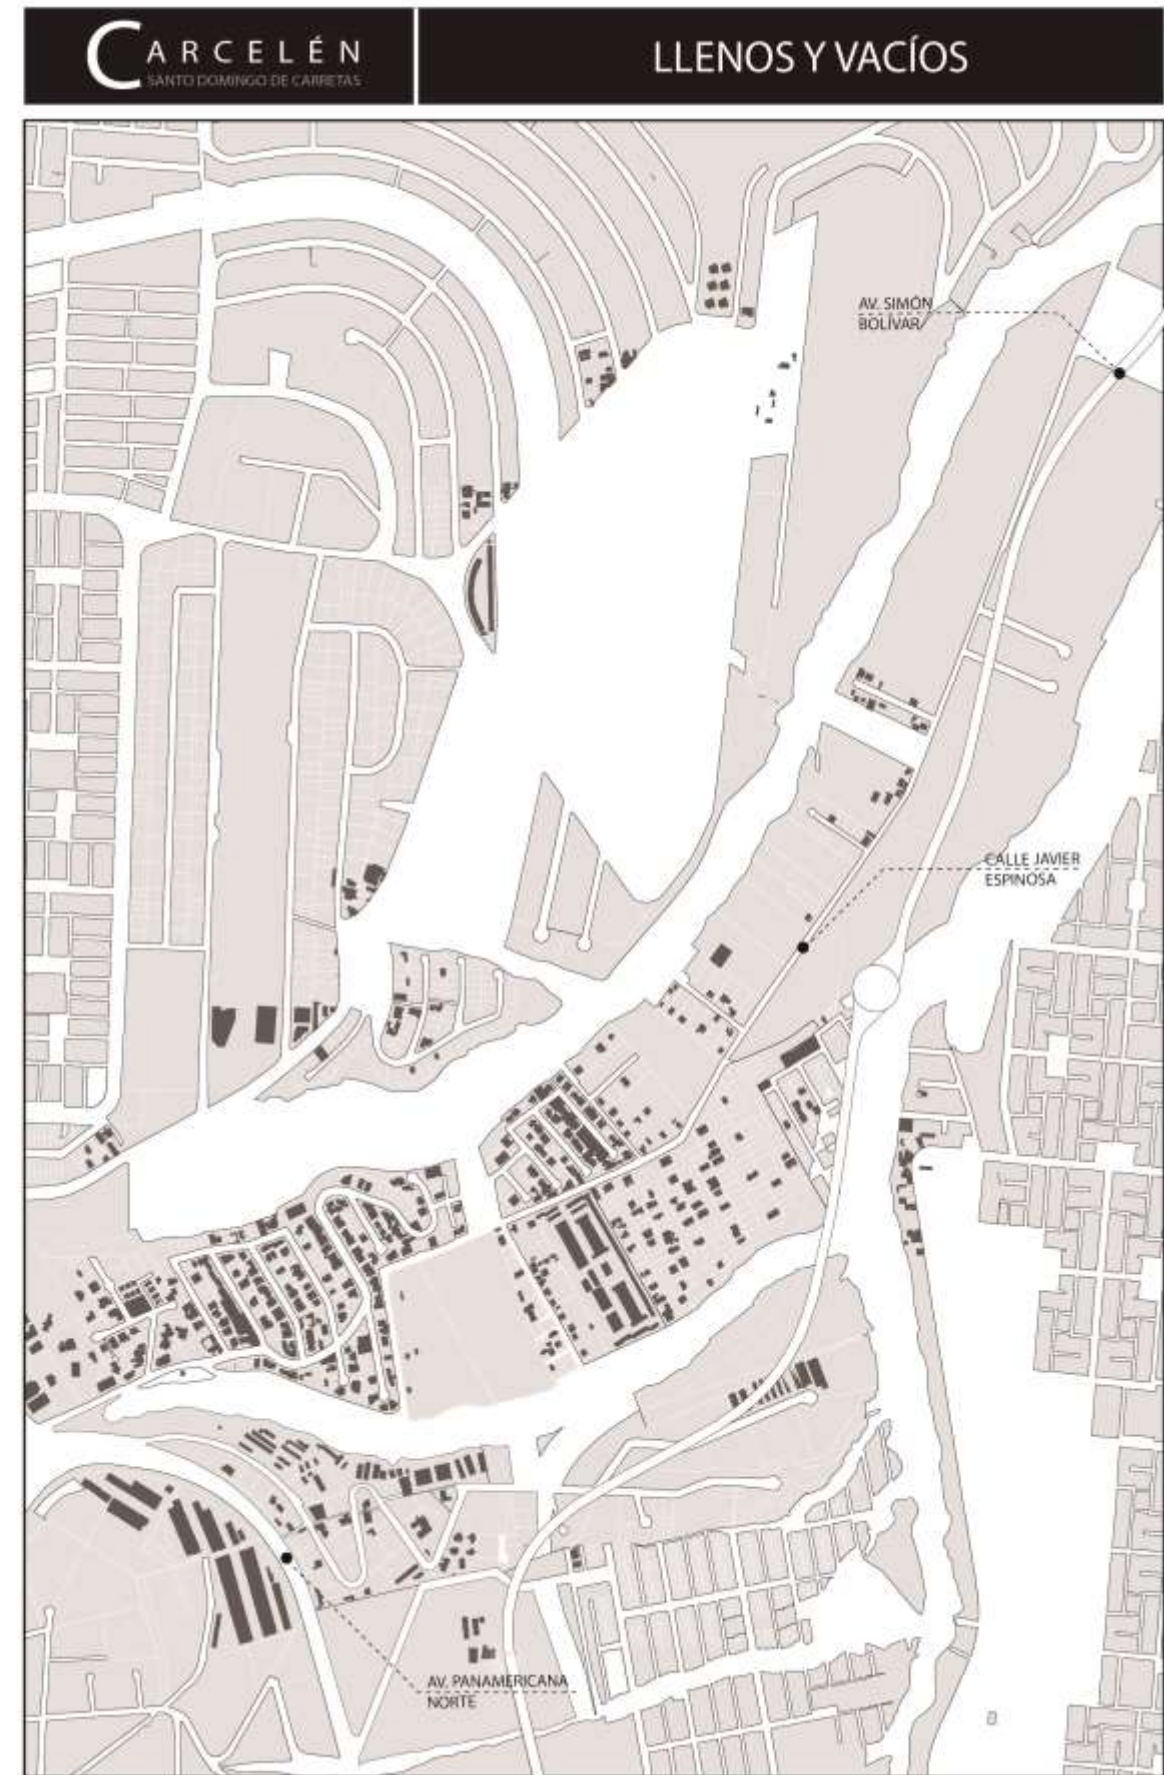 CARCELÉN
SANTO DOMINGO DE CARRETAS
LLENOS Y VACÍOS
AV. SIMÓN
BOLÍVAR
CALLE JAVIER
ESPINOSA
AV. PANAMERICANA
NORTE